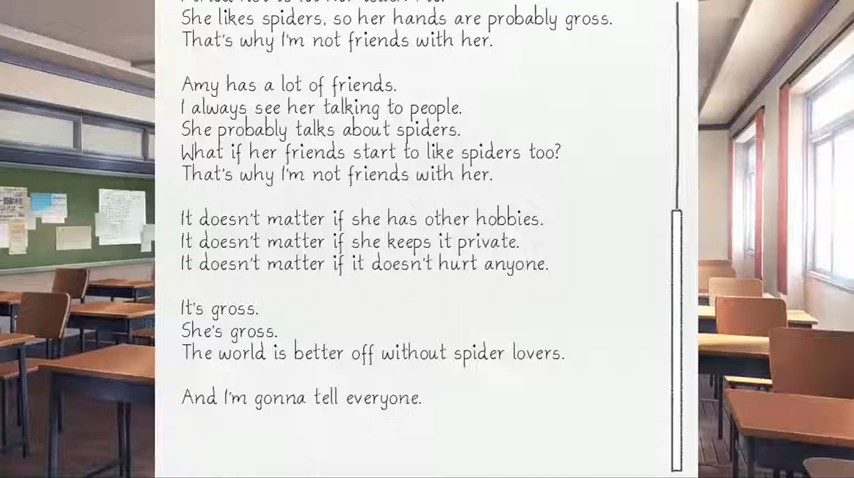 She likes spiders, so her hands are probably gross.
That's why I'm not friends with her.
Amy has a lot of friends.
I always see her talking to people.
She probably talks about spiders.
What if her friends start to like spiders too?
That's why I'm not friends with her.
It doesn't matter if she has other hobbies.
It doesn't matter if she keeps it private.
It doesn't matter if it doesn't hurt anyone.
It's gross.
She's gross.
The world is better off without spider lovers.
And I'm gonna tell everyone.